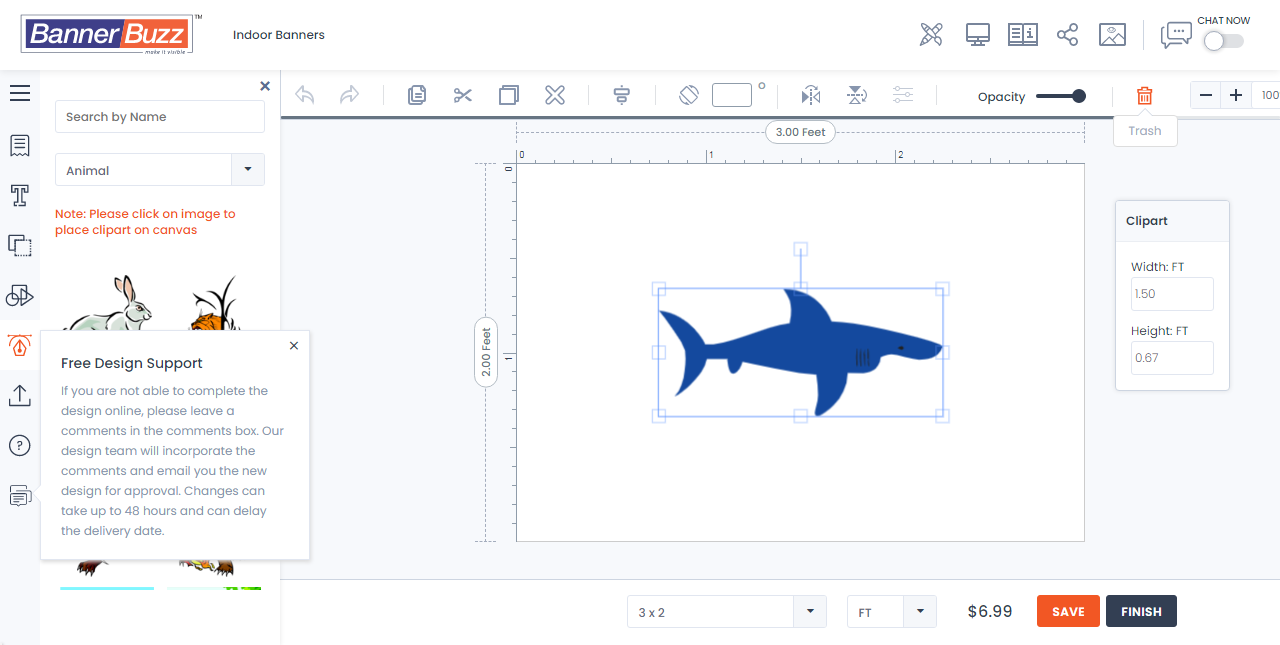 BannerBuzz
TM
make it visible
Indoor Banners
CHAT NOW
Search by Name
Animal
Note: Please click on image to
place clipart on canvas
Opacity
100
Trash
3.00 Feet
0
1
2
0
1
2.00 Feet
Clipart
Width: FT
1.50
Height: FT
0.67
Free Design Support
If you are not able to complete the
design online, please leave a
comments in the comments box. Our
design team will incorporate the
comments and email you the new
design for approval. Changes can
take up to 48 hours and can delay
the delivery date.
3 x 2
FT
$6.99
SAVE
FINISH